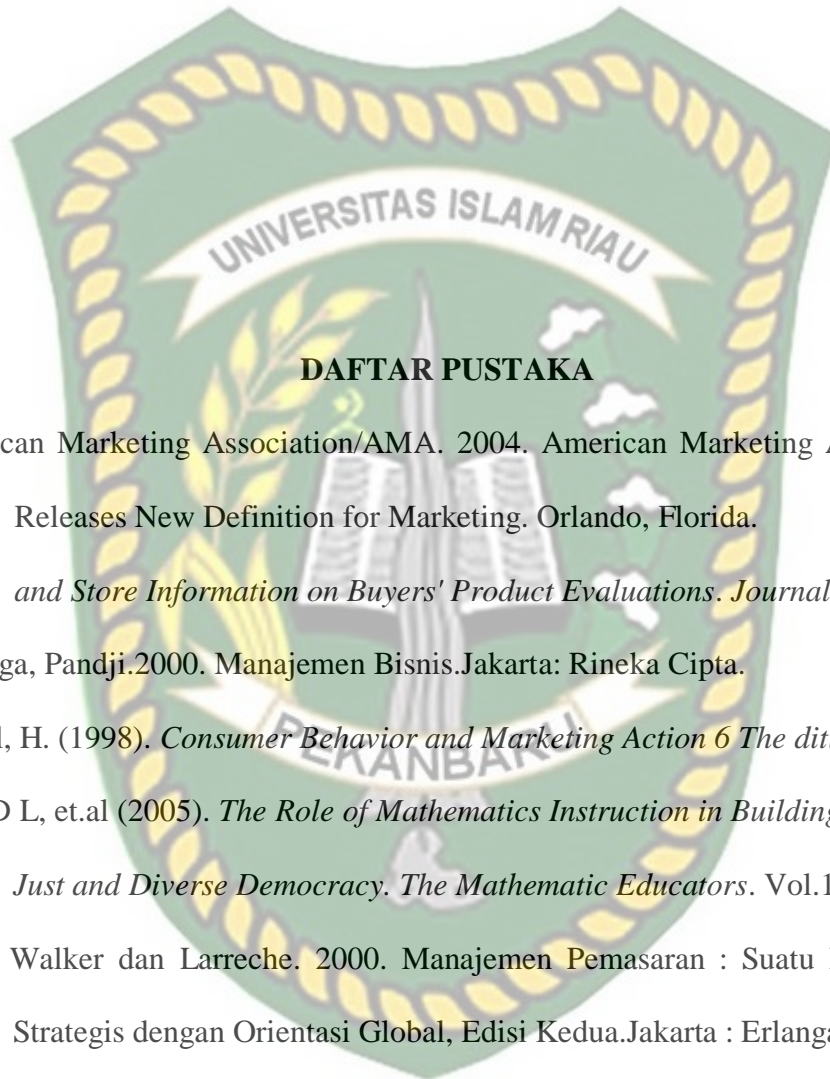 UNIVERSITAS ISLAM RIAU
DAFTAR PUSTAKA
can Marketing Association/AMA. 2004. American Marketing A
Releases New Definition for Marketing. Orlando, Florida.
and Store Information on Buyers' Product Evaluations. Journal
ga, Pandji.2000. Manajemen Bisnis.Jakarta: Rineka Cipta.
l, H. (1998). Consumer Behavior and Marketing Action 6 The dit
PEKANBARU
D L, et.al (2005). The Role of Mathematics Instruction in Building
Just and Diverse Democracy. The Mathematic Educators. Vol.1
Walker dan Larreche. 2000. Manajemen Pemasaran : Suatu
Strategis dengan Orientasi Global, Edisi Kedua.Jakarta : Erlanga